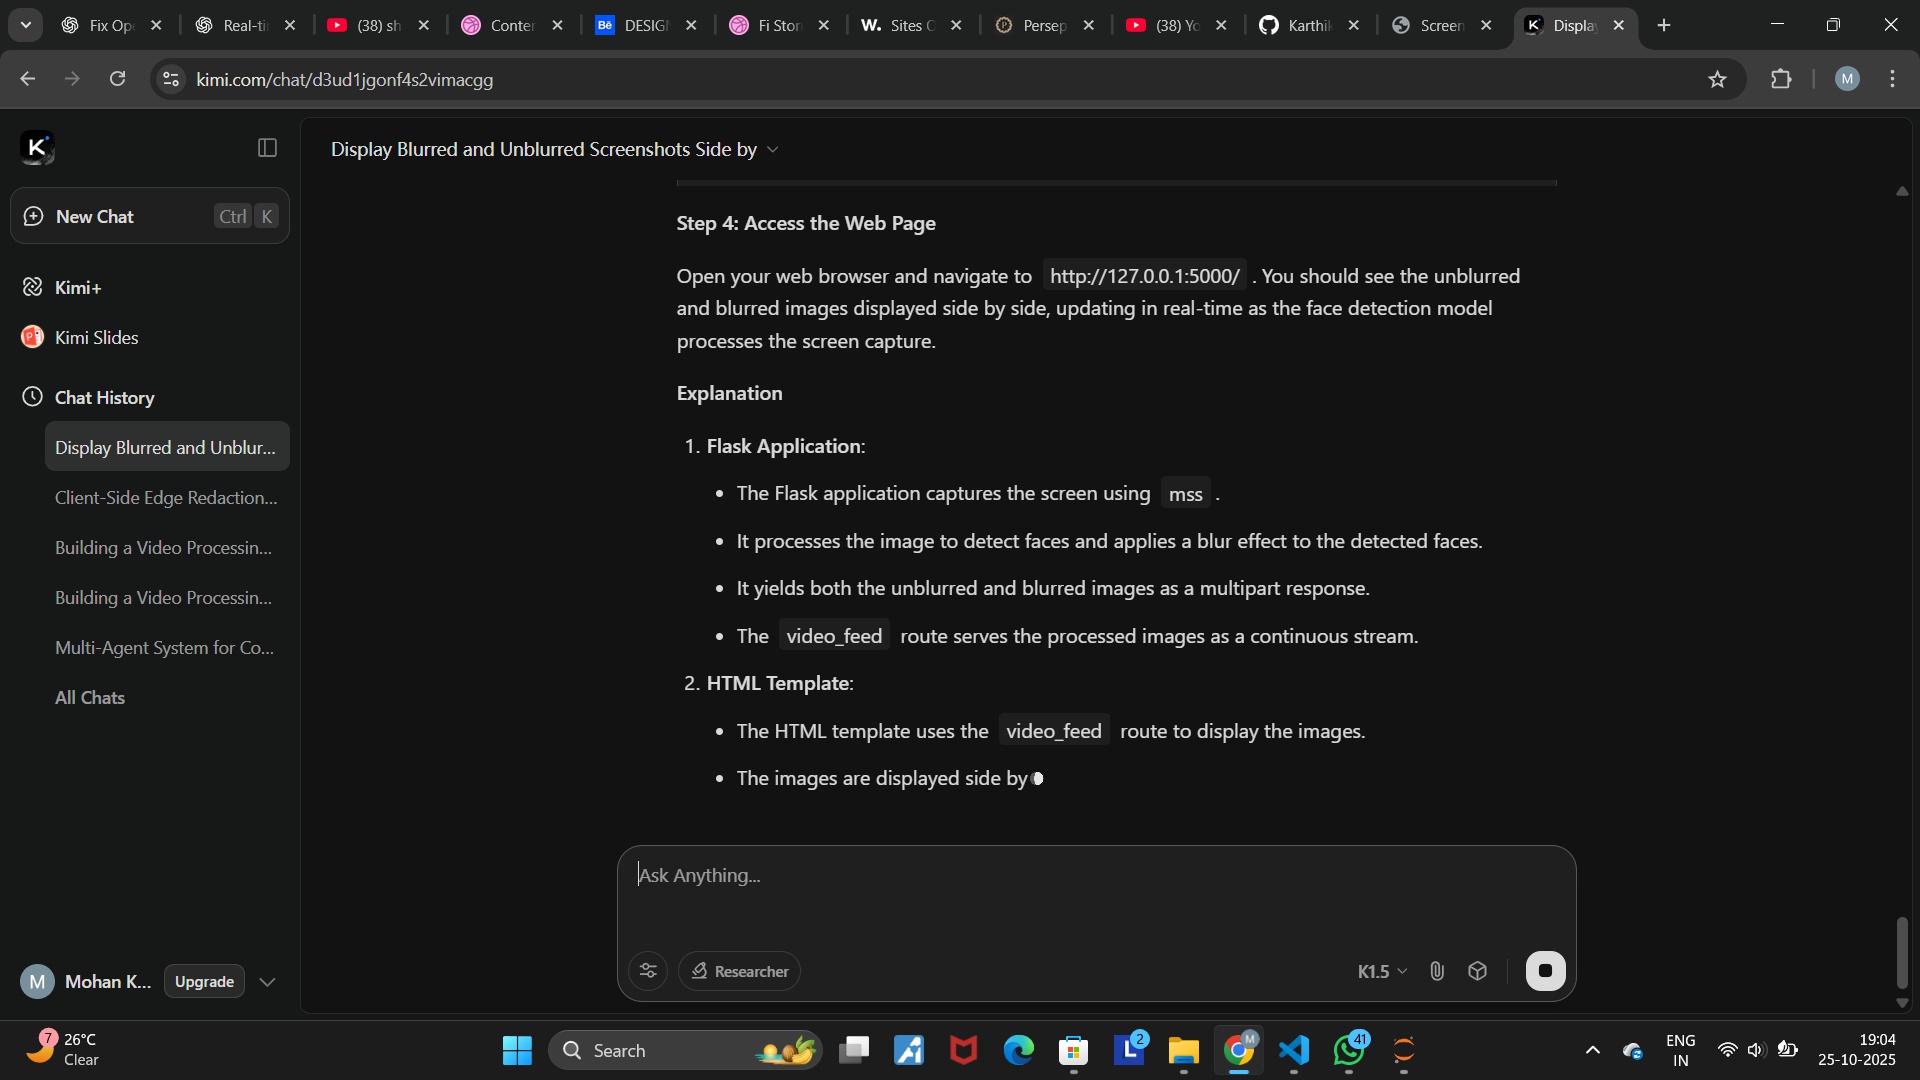 Fix Op
Real-ti
(38) sh
Conter
Bē
DESIG
Fi Stor
W.
Sites C
Persep
(38) Yo
Karthik
Screen
Display
kimi.com/chat/d3ud1jgonf4s2vimacgg
M
K
Display Blurred and Unblurred Screenshots Side by
New Chat
Ctrl K
Kimi+
Kimi Slides
Chat History
Display Blurred and Unblur...
Client-Side Edge Redaction...
Building a Video Processin...
Building a Video Processin...
Multi-Agent System for Co...
All Chats
Step 4: Access the Web Page
Open your web browser and navigate to http://127.0.0.1:5000/ . You should see the unblurred
and blurred images displayed side by side, updating in real-time as the face detection model
processes the screen capture.
Explanation
1. Flask Application:
• The Flask application captures the screen using mss .
• It processes the image to detect faces and applies a blur effect to the detected faces.
• It yields both the unblurred and blurred images as a multipart response.
• The video_feed route serves the processed images as a continuous stream.
2. HTML Template:
• The HTML template uses the video_feed route to display the images.
• The images are displayed side by
Ask Anything...
Researcher
K1.5
M
Mohan K...
Upgrade
7
26°C
Clear
Search
L
2
M
41
ENG
IN
19:04
25-10-2025